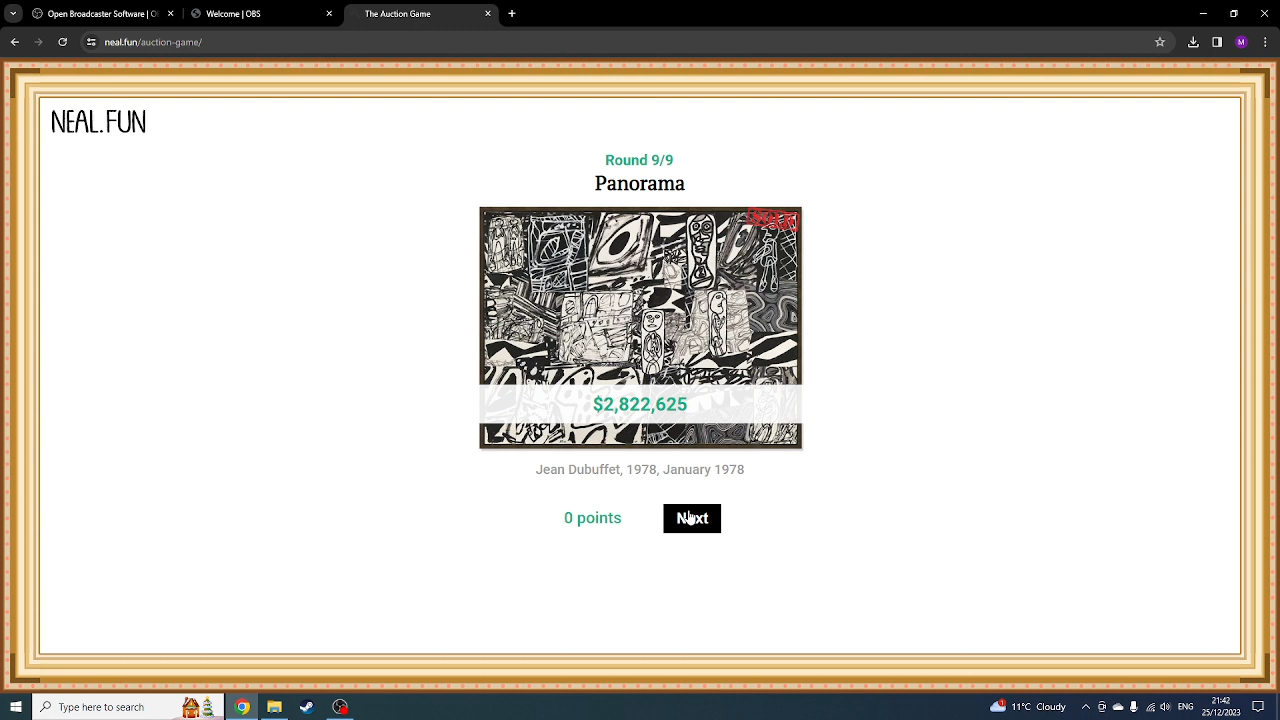 Open Broadcaster Software | O
Welcome | OBS
The Auction Game
neal.fun/auction-game/
M
NEAL.FUN
Round 9/9
Panorama
SOLD
$2,822,625
Jean Dubuffet, 1978, January 1978
0 points
Next
Type here to search
1
11°C Cloudy
21:42
25/12/2023